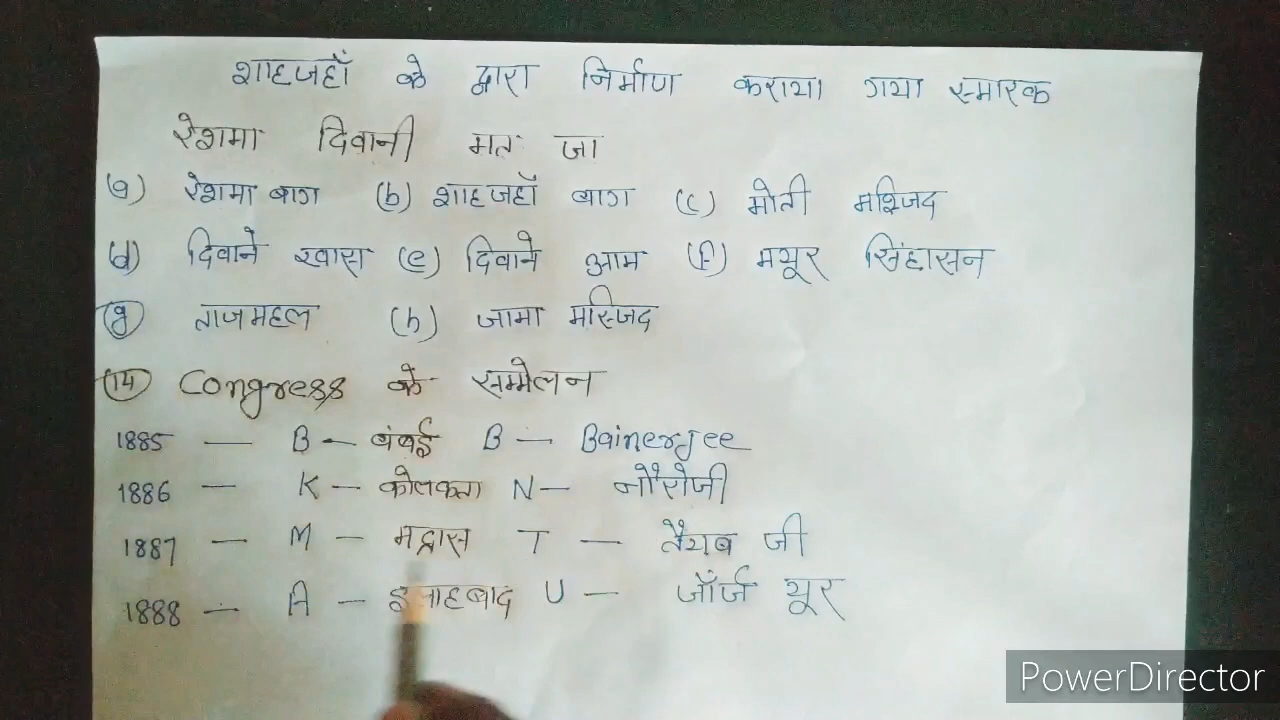 शाहजहाँ के द्वारा निर्माण कराया गया स्मारक
रेशमा दिवानी मत जा
(a) रेशमा बाग (b) शाहजहाँ बाग (c) मोती मस्जिद
(d) दिवाने खास (e) दिवाने आम (f) मयूर सिंहासन
(g) ताजमहल (h) जामा मस्जिद
(14) Congress के सम्मेलन
1885 — B — बंबई B — Bainerjee
1886 — K — कोलकता N — नौरोजी
1887 — M — मद्रास T — तैयब जी
1888 — A — इलाहबाद U — जॉर्ज यूर
PowerDirector